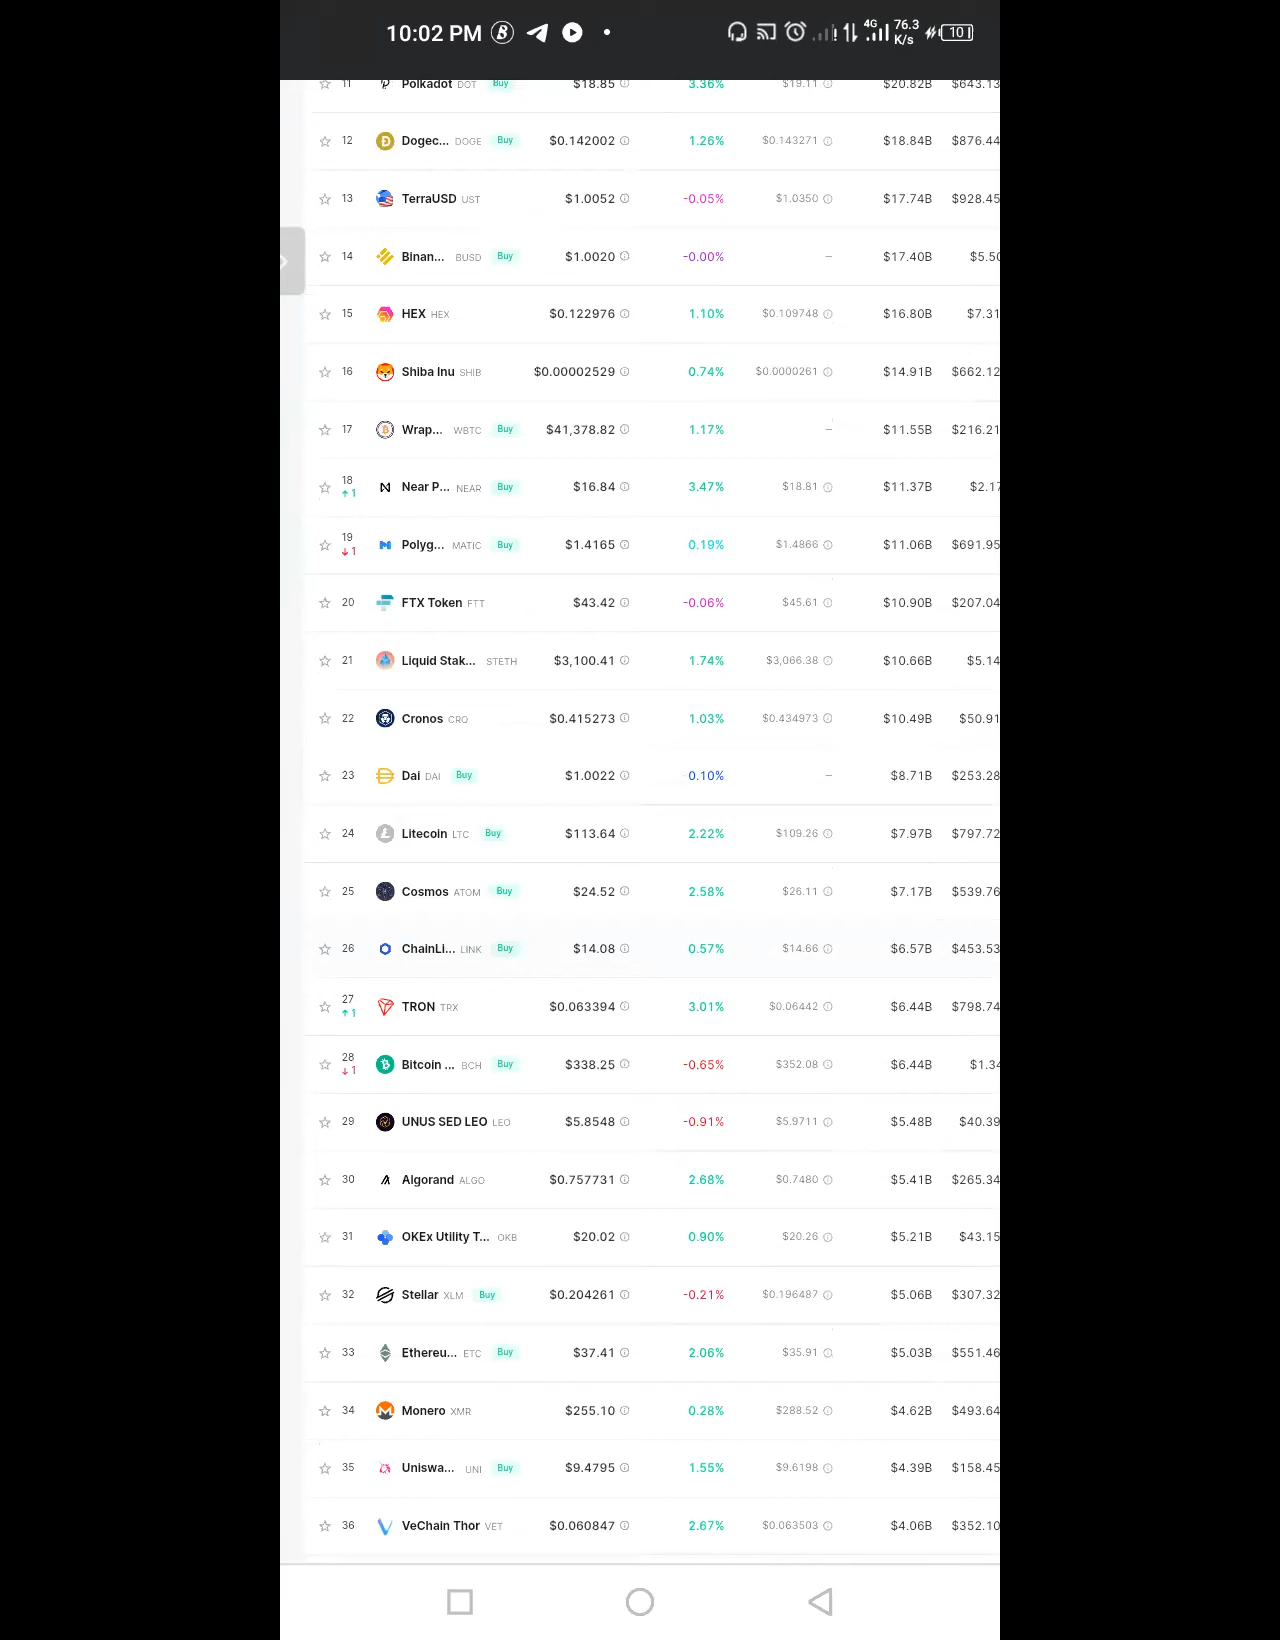 10:02 PM 4G 76.3 K/s 10
11 Polkadot DOT Buy $18.85 3.36% $19.11 $20.82B $643.13
12 Dogec... DOGE Buy $0.142002 1.26% $0.143271 $18.84B $876.44
13 TerraUSD UST $1.0052 -0.05% $1.0350 $17.74B $928.45
14 Binan... BUSD Buy $1.0020 -0.00% – $17.40B $5.50
15 HEX HEX $0.122976 1.10% $0.109748 $16.80B $7.31
16 Shiba Inu SHIB $0.00002529 0.74% $0.0000261 $14.91B $662.12
17 Wrap... WBTC Buy $41,378.82 1.17% – $11.55B $216.21
18 1 Near P... NEAR Buy $16.84 3.47% $18.81 $11.37B $2.17
19 1 Polyg... MATIC Buy $1.4165 0.19% $1.4866 $11.06B $691.95
20 FTX Token FTT $43.42 -0.06% $45.61 $10.90B $207.04
21 Liquid Stak... STETH $3,100.41 1.74% $3,066.38 $10.66B $5.14
22 Cronos CRO $0.415273 1.03% $0.434973 $10.49B $50.91
23 Dai DAI Buy $1.0022 0.10% – $8.71B $253.28
24 Litecoin LTC Buy $113.64 2.22% $109.26 $7.97B $797.72
25 Cosmos ATOM Buy $24.52 2.58% $26.11 $7.17B $539.76
26 ChainLi... LINK Buy $14.08 0.57% $14.66 $6.57B $453.53
27 1 TRON TRX $0.063394 3.01% $0.06442 $6.44B $798.74
28 1 Bitcoin ... BCH Buy $338.25 -0.65% $352.08 $6.44B $1.34
29 UNUS SED LEO LEO $5.8548 -0.91% $5.9711 $5.48B $40.39
30 Algorand ALGO $0.757731 2.68% $0.7480 $5.41B $265.34
31 OKEx Utility T... OKB $20.02 0.90% $20.26 $5.21B $43.15
32 Stellar XLM Buy $0.204261 -0.21% $0.196487 $5.06B $307.32
33 Ethereu... ETC Buy $37.41 2.06% $35.91 $5.03B $551.46
34 Monero XMR $255.10 0.28% $288.52 $4.62B $493.64
35 Uniswa... UNI Buy $9.4795 1.55% $9.6198 $4.39B $158.45
36 VeChain Thor VET $0.060847 2.67% $0.063503 $4.06B $352.10